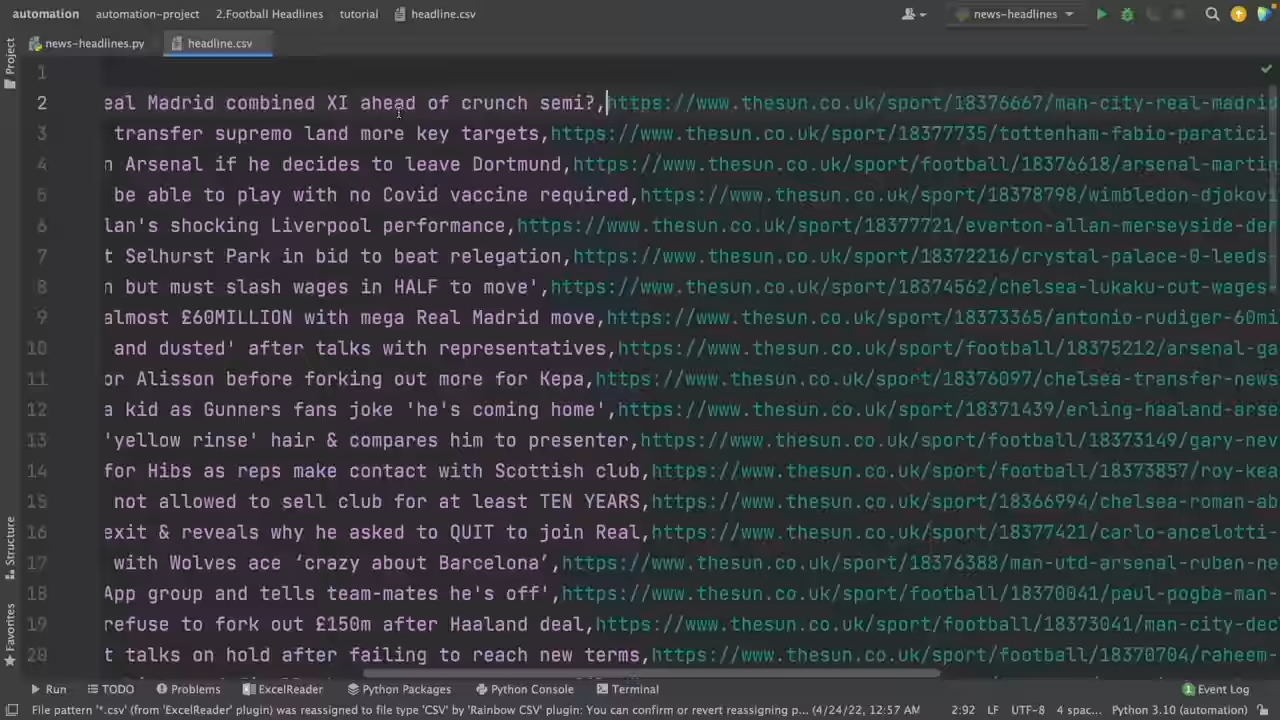 automation automation-project 2.Football Headlines tutorial headline.csv news-headlines
Project news-headlines.py headline.csv
1
2 eal Madrid combined XI ahead of crunch semi?,https://www.thesun.co.uk/sport/18376667/man-city-real-madrid
3 transfer supremo land more key targets,https://www.thesun.co.uk/sport/18377735/tottenham-fabio-paratici-
4 n Arsenal if he decides to leave Dortmund,https://www.thesun.co.uk/sport/football/18376618/arsenal-martin
5 be able to play with no Covid vaccine required,https://www.thesun.co.uk/sport/18378798/wimbledon-djokovi
6 lan's shocking Liverpool performance,https://www.thesun.co.uk/sport/18377721/everton-allan-merseyside-der
7 t Selhurst Park in bid to beat relegation,https://www.thesun.co.uk/sport/18372216/crystal-palace-0-leeds-
8 n but must slash wages in HALF to move',https://www.thesun.co.uk/sport/18374562/chelsea-lukaku-cut-wages-
9 almost £60MILLION with mega Real Madrid move,https://www.thesun.co.uk/sport/18373365/antonio-rudiger-60mi
10 and dusted' after talks with representatives,https://www.thesun.co.uk/sport/football/18375212/arsenal-ga
11 or Alisson before forking out more for Kepa,https://www.thesun.co.uk/sport/18376097/chelsea-transfer-news
12 a kid as Gunners fans joke 'he's coming home',https://www.thesun.co.uk/sport/18371439/erling-haaland-arse
13 'yellow rinse' hair & compares him to presenter,https://www.thesun.co.uk/sport/football/18373149/gary-nev
14 for Hibs as reps make contact with Scottish club,https://www.thesun.co.uk/sport/football/18373857/roy-kea
15 not allowed to sell club for at least TEN YEARS,https://www.thesun.co.uk/sport/18366994/chelsea-roman-ab
16 exit & reveals why he asked to QUIT to join Real,https://www.thesun.co.uk/sport/18377421/carlo-ancelotti-
17 with Wolves ace ‘crazy about Barcelona’,https://www.thesun.co.uk/sport/18376388/man-utd-arsenal-ruben-ne
18 App group and tells team-mates he's off',https://www.thesun.co.uk/sport/football/18370041/paul-pogba-man-
19 refuse to fork out £150m after Haaland deal,https://www.thesun.co.uk/sport/football/18373041/man-city-dec
20 t talks on hold after failing to reach new terms,https://www.thesun.co.uk/sport/football/18370704/raheem-
Structure
Favorites
Run TODO Problems ExcelReader Python Packages Python Console Terminal 1 Event Log
File pattern '*.csv' (from 'ExcelReader' plugin) was reassigned to file type 'CSV' by 'Rainbow CSV' plugin: You can confirm or revert reassigning p... (4/24/22, 12:57 AM 2:92 LF UTF-8 4 spac... Python 3.10 (automation)